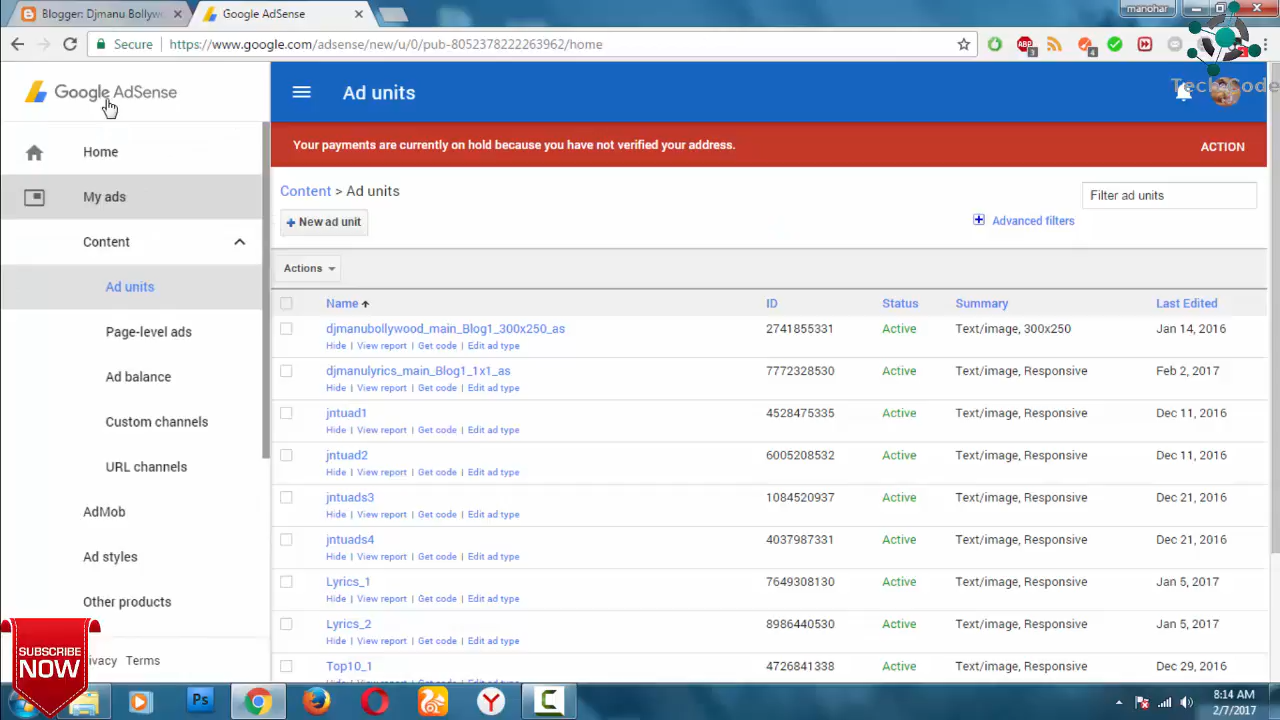 Blogger: Djmanu Bollyw
Google AdSense
manohar
Secure
https://www.google.com/adsense/new/u/0/pub-8052378222263962/home
ABP
3
4
Tech Code
Google AdSense
Ad units
Your payments are currently on hold because you have not verified your address.
ACTION
Home
My ads
Content
Ad units
Page-level ads
Ad balance
Custom channels
URL channels
AdMob
Ad styles
Other products
Terms
Content > Ad units
Filter ad units
+ New ad unit
Advanced filters
Actions
Name ID Status Summary Last Edited
djmanubollywood_main_Blog1_300x250_as 2741855331 Active Text/image, 300x250 Jan 14, 2016
Hide | View report | Get code | Edit ad type
djmanulyrics_main_Blog1_1x1_as 7772328530 Active Text/image, Responsive Feb 2, 2017
Hide | View report | Get code | Edit ad type
jntuad1 4528475335 Active Text/image, Responsive Dec 11, 2016
Hide | View report | Get code | Edit ad type
jntuad2 6005208532 Active Text/image, Responsive Dec 11, 2016
Hide | View report | Get code | Edit ad type
jntuads3 1084520937 Active Text/image, Responsive Dec 21, 2016
Hide | View report | Get code | Edit ad type
jntuads4 4037987331 Active Text/image, Responsive Dec 21, 2016
Hide | View report | Get code | Edit ad type
Lyrics_1 7649308130 Active Text/image, Responsive Jan 5, 2017
Hide | View report | Get code | Edit ad type
Lyrics_2 8986440530 Active Text/image, Responsive Jan 5, 2017
Hide | View report | Get code | Edit ad type
Top10_1 4726841338 Active Text/image, Responsive Dec 29, 2016
SUBSCRIBE
NOW
Ps
8:14 AM
2/7/2017